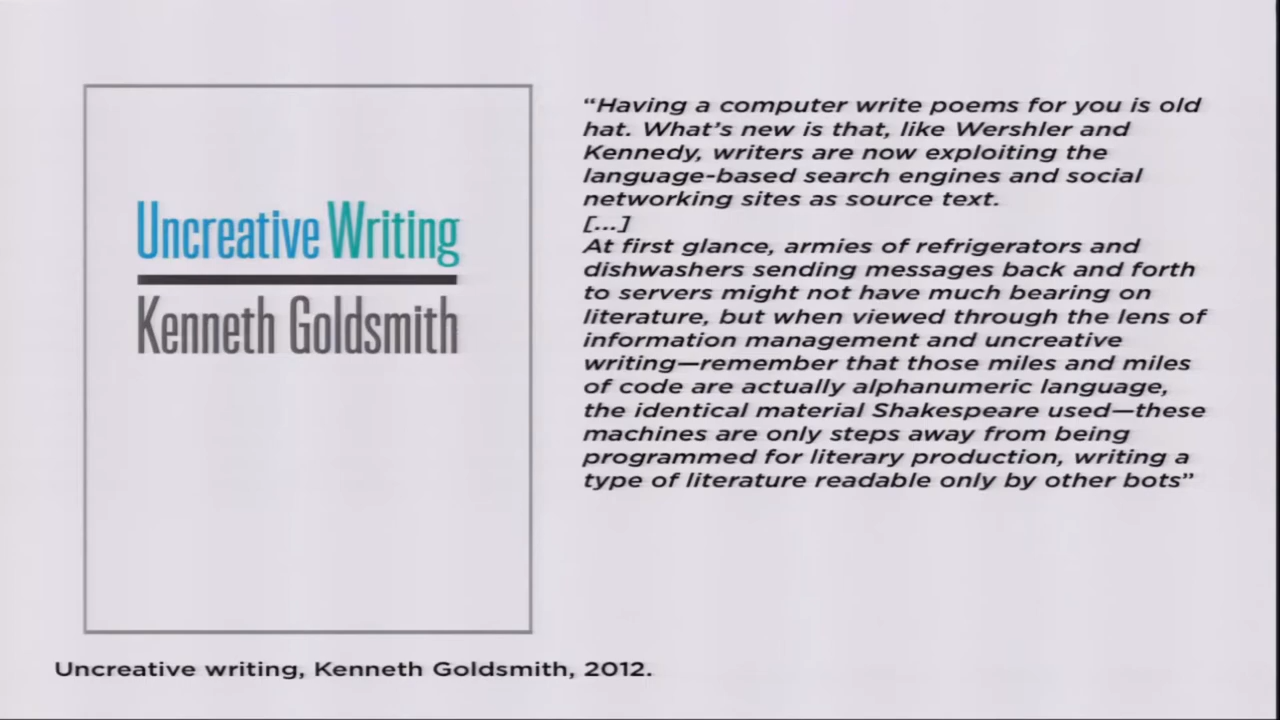 Uncreative Writing
Kenneth Goldsmith
“Having a computer write poems for you is old
hat. What’s new is that, like Wershler and
Kennedy, writers are now exploiting the
language-based search engines and social
networking sites as source text.
[...]
At first glance, armies of refrigerators and
dishwashers sending messages back and forth
to servers might not have much bearing on
literature, but when viewed through the lens of
information management and uncreative
writing—remember that those miles and miles
of code are actually alphanumeric language,
the identical material Shakespeare used—these
machines are only steps away from being
programmed for literary production, writing a
type of literature readable only by other bots”
Uncreative writing, Kenneth Goldsmith, 2012.